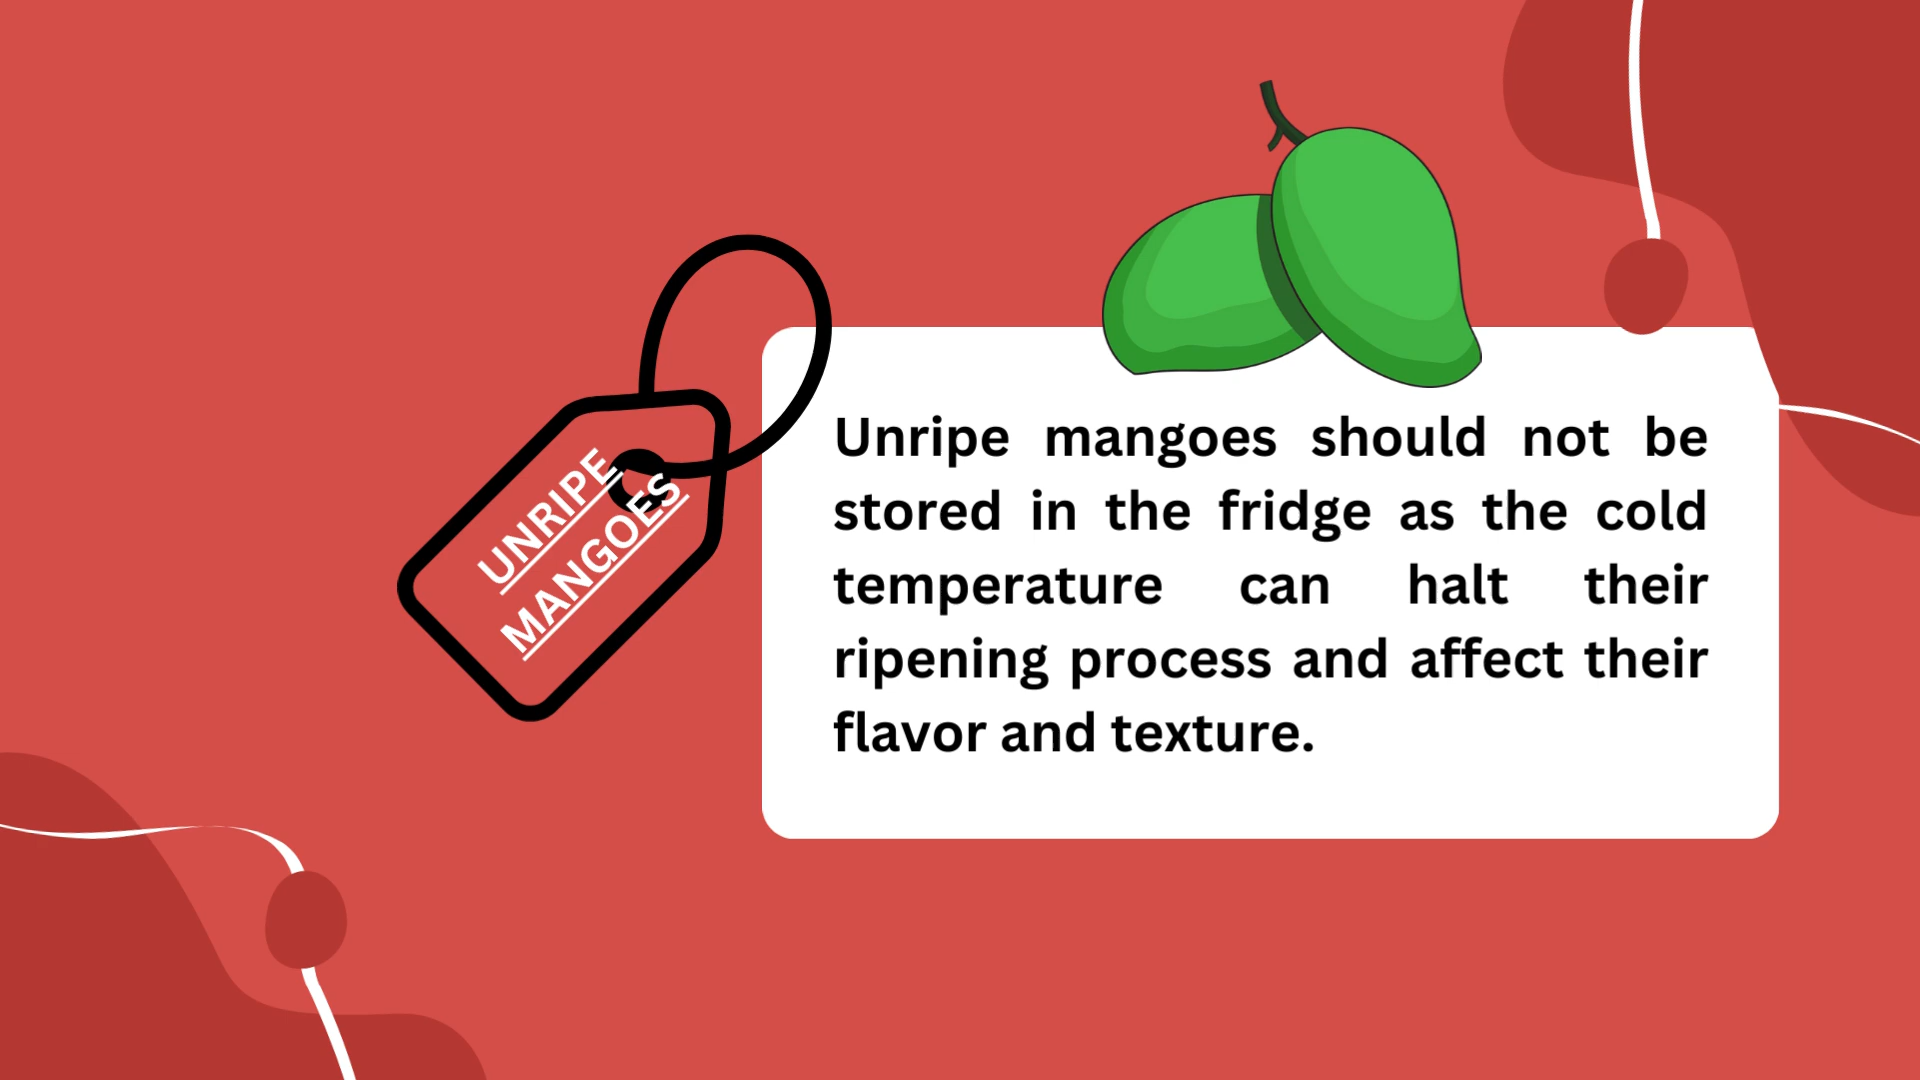 UNRIPE
MANGOES
Unripe mangoes should not be
stored in the fridge as the cold
temperature can halt their
ripening process and affect their
flavor and texture.